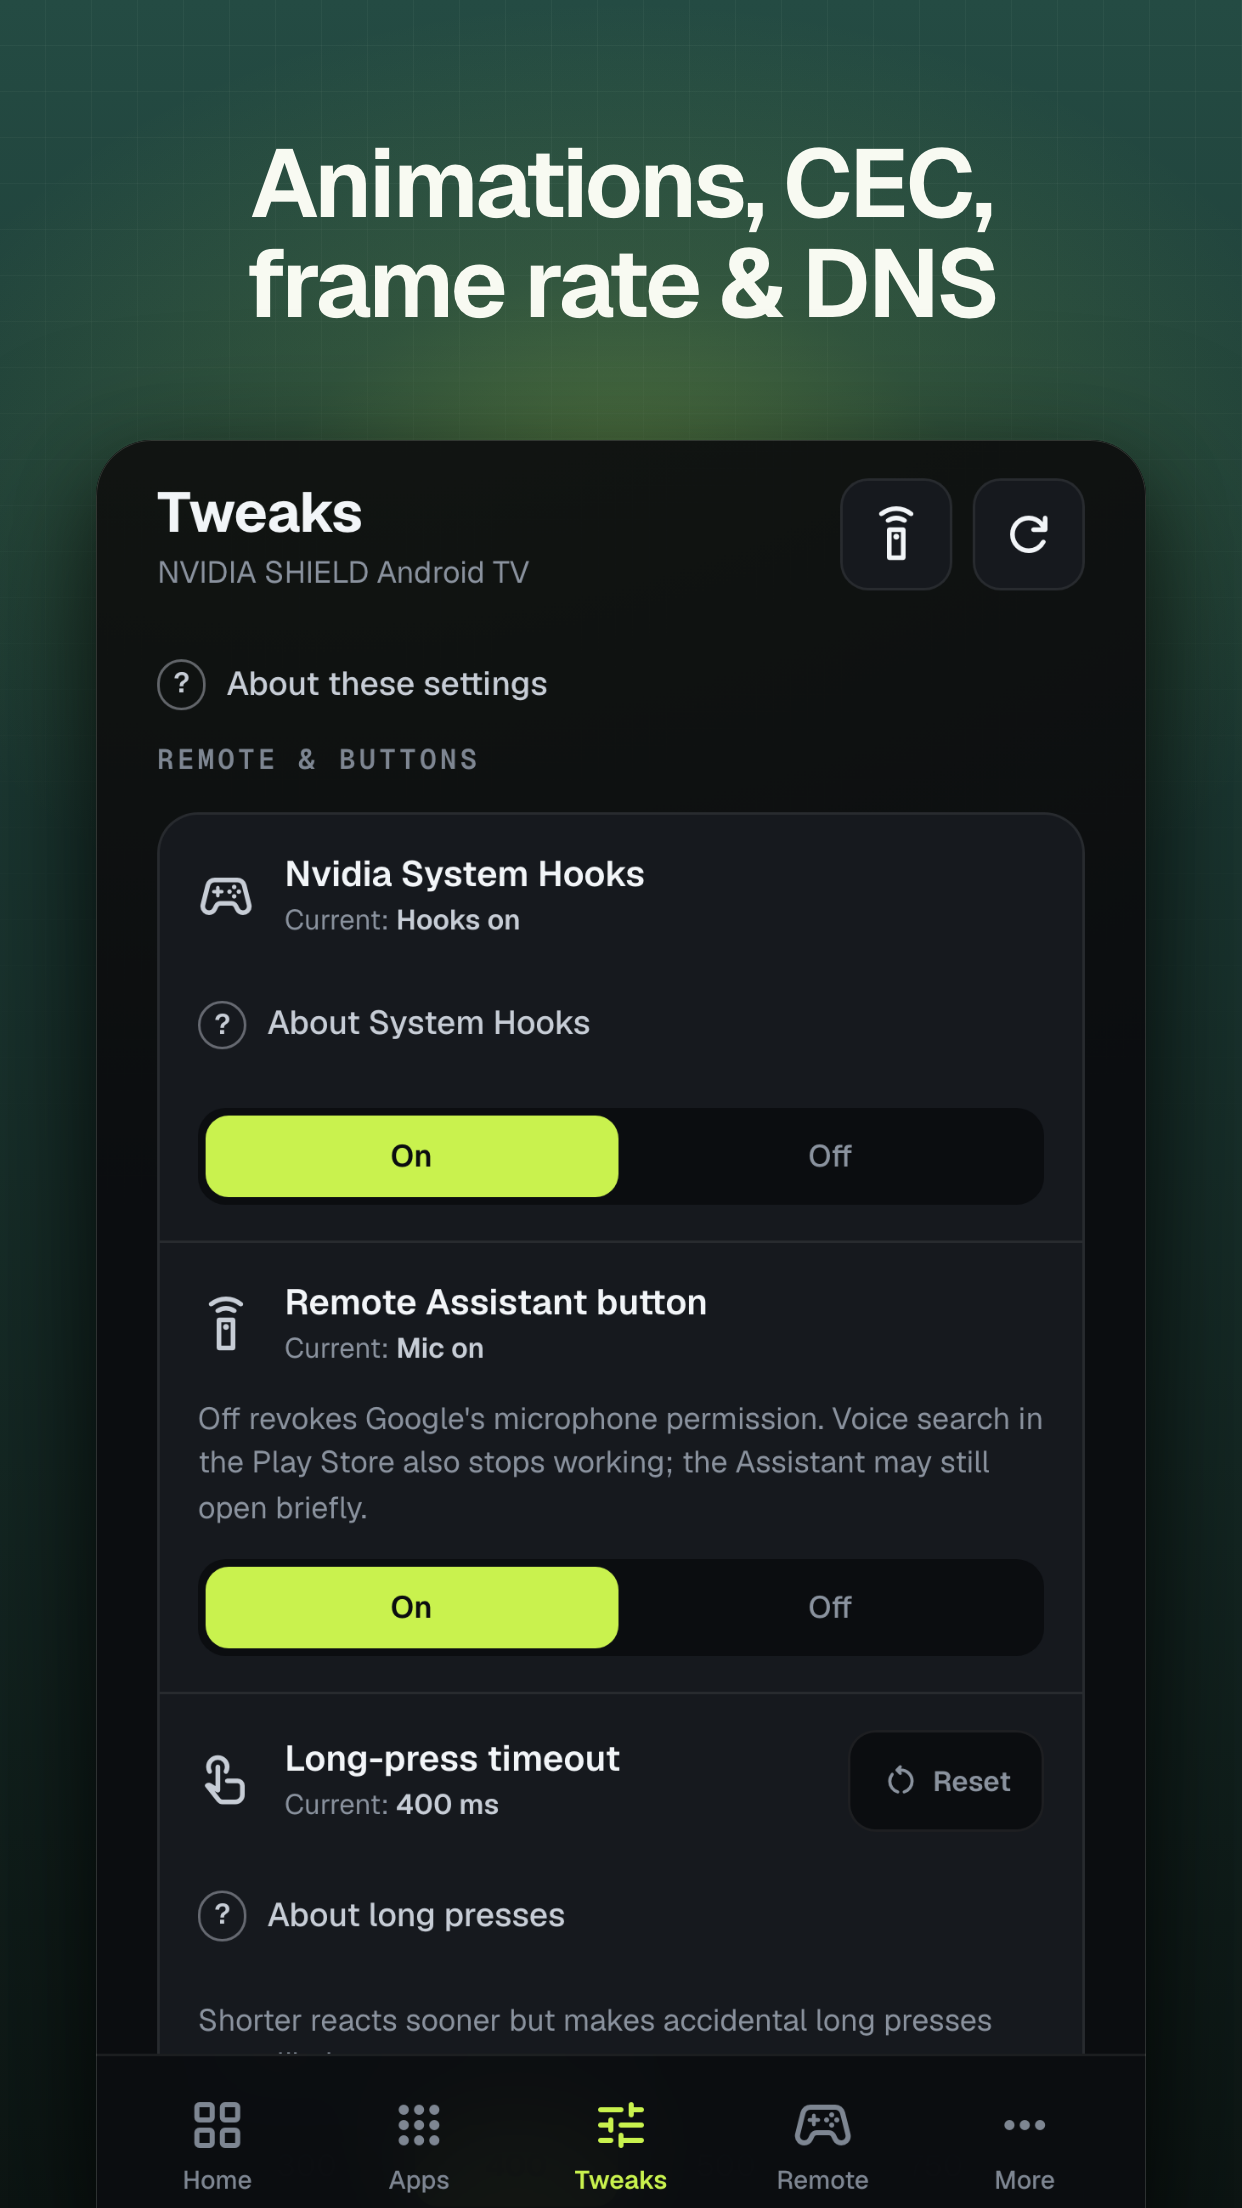 Animations, CEC,
frame rate & DNS
Tweaks
NVIDIA SHIELD Android TV
? About these settings
REMOTE & BUTTONS
Nvidia System Hooks
Current: Hooks on
? About System Hooks
On Off
Remote Assistant button
Current: Mic on
Off revokes Google's microphone permission. Voice search in
the Play Store also stops working; the Assistant may still
open briefly.
On Off
Long-press timeout
Current: 400 ms
Reset
? About long presses
Shorter reacts sooner but makes accidental long presses
Home Apps Tweaks Remote More